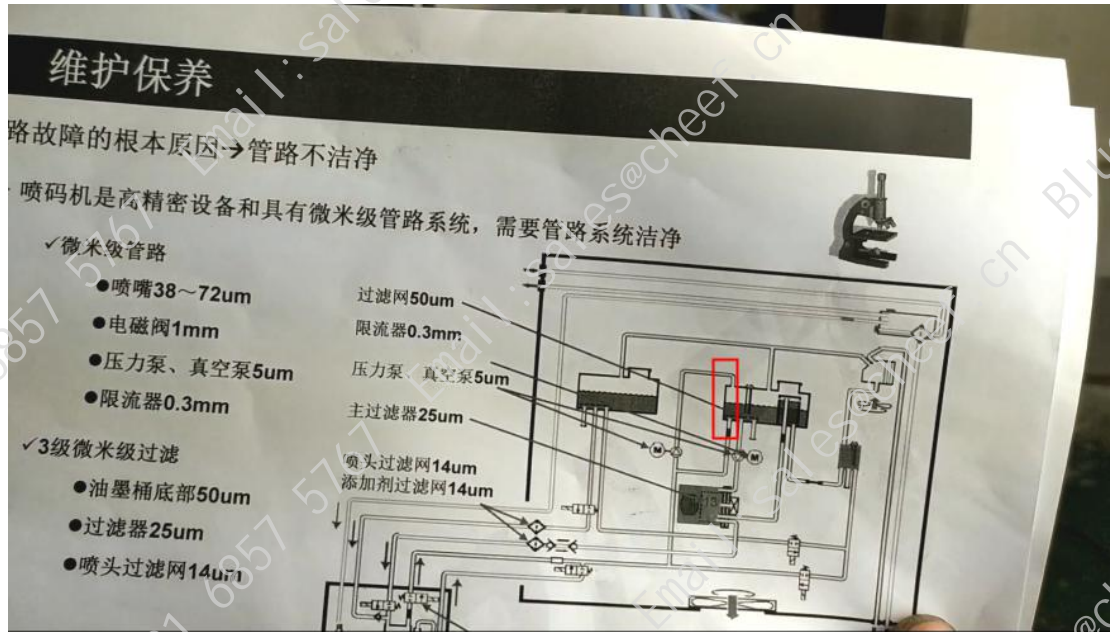 维护保养
路故障的根本原因→管路不洁净
喷码机是高精密设备和具有微米级管路系统，需要管路系统洁净
✓微米级管路
●喷嘴38～72um
●电磁阀1mm
●压力泵、真空泵5um
●限流器0.3mm
✓3级微米级过滤
●油墨桶底部50um
●过滤器25um
●喷头过滤网14um
过滤网50um
限流器0.3mm
压力泵、真空泵5um
主过滤器25um
喷头过滤网14um
添加剂过滤网14um
M
M
Email: sales@cheef.cn
6857 5767